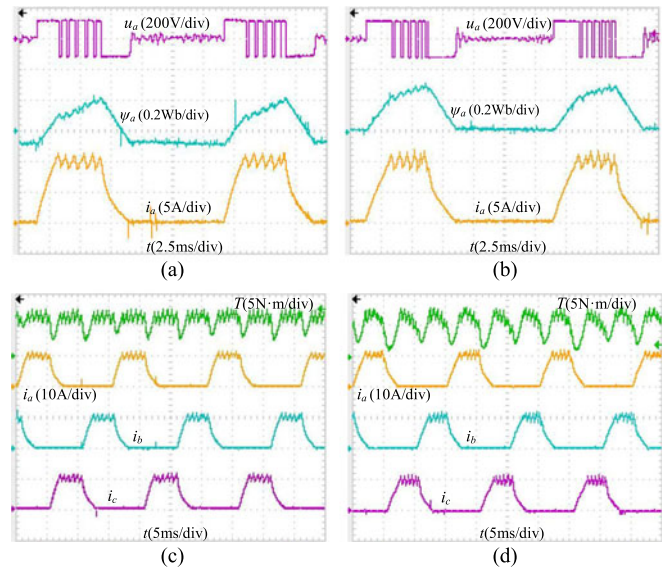 u_a (200V/div)
ψ_a (0.2Wb/div)
i_a (5A/div)
t(2.5ms/div)
(a)
u_a (200V/div)
ψ_a (0.2Wb/div)
i_a (5A/div)
t(2.5ms/div)
(b)
T(5N·m/div)
i_a (10A/div)
i_b
i_c
t(5ms/div)
(c)
T(5N·m/div)
i_a (10A/div)
i_b
i_c
t(5ms/div)
(d)